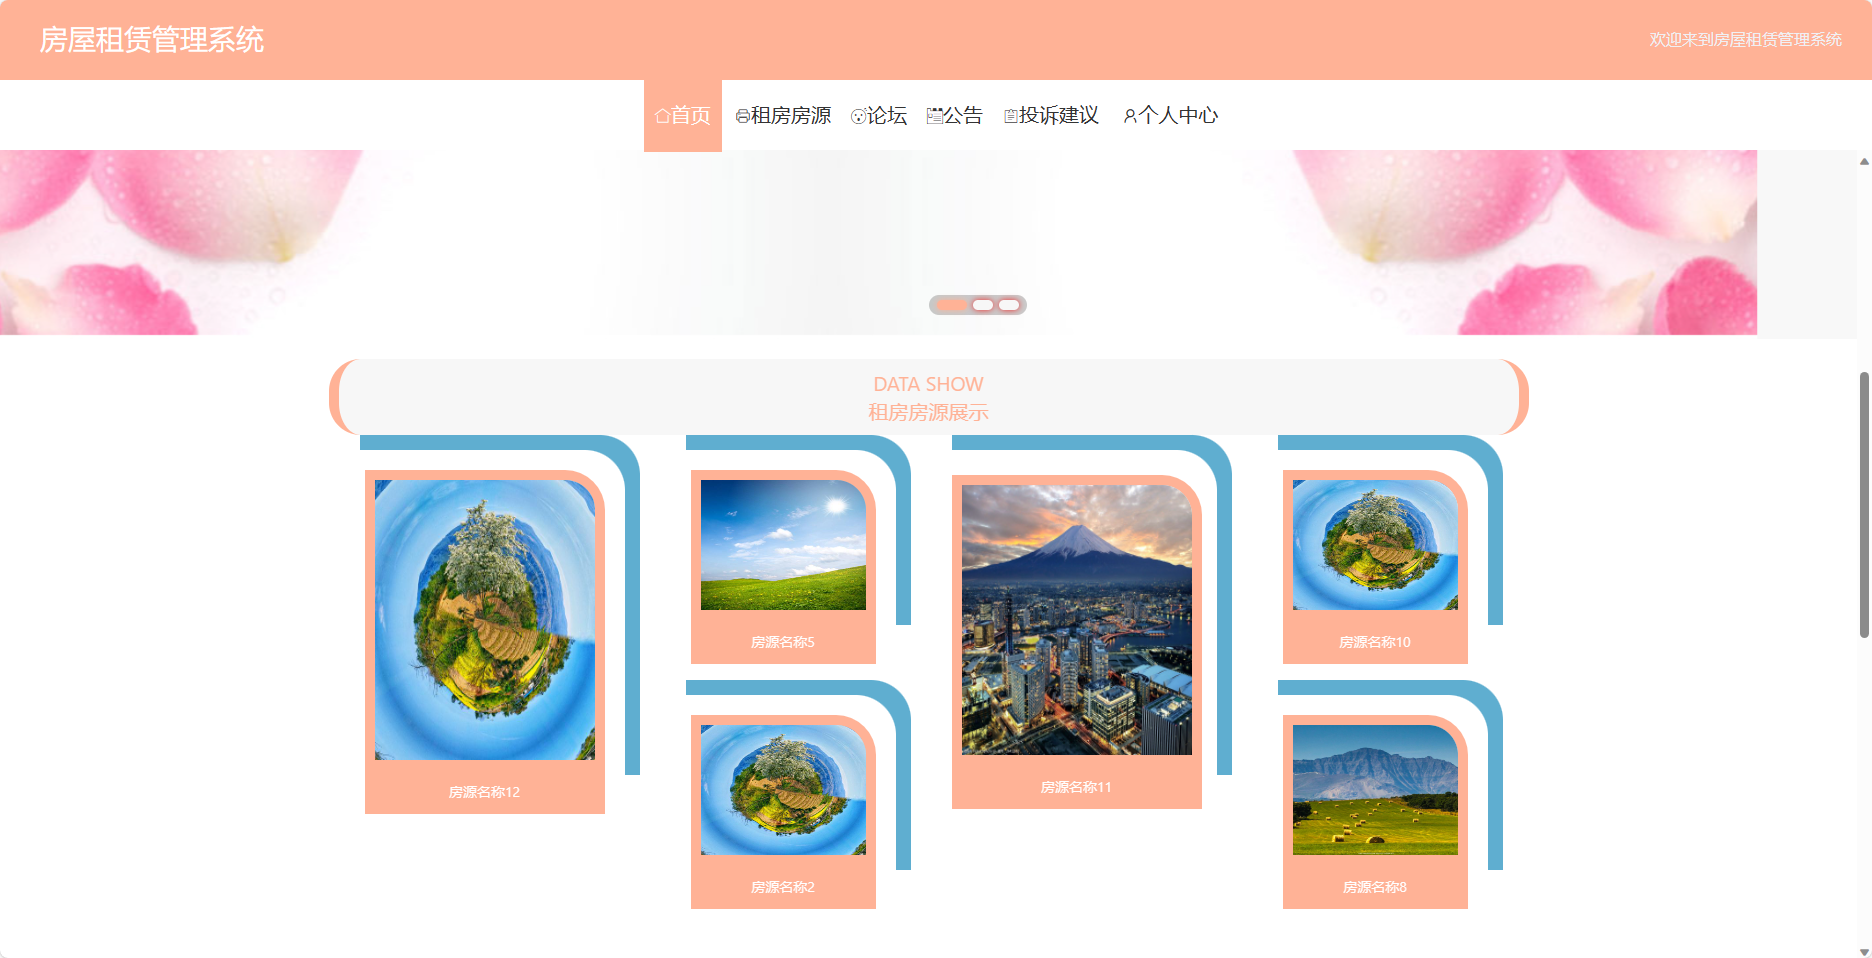 房屋租赁管理系统
欢迎来到房屋租赁管理系统
首页 租房房源 论坛 公告 投诉建议 个人中心
DATA SHOW
租房房源展示
房源名称12
房源名称5
房源名称2
房源名称11
房源名称10
房源名称8